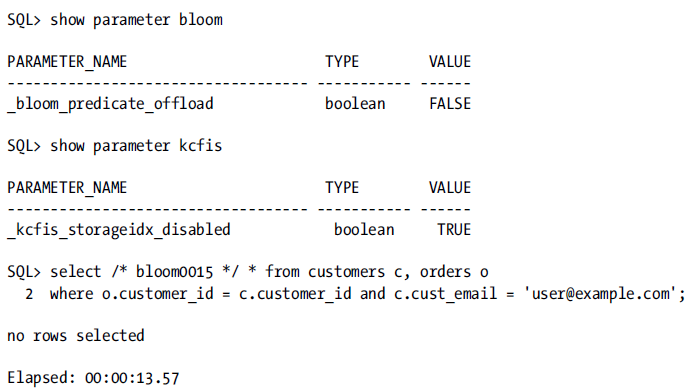 SQL> show parameter bloom
PARAMETER_NAME TYPE VALUE
---------------------------------- ----------- ------
_bloom_predicate_offload boolean FALSE
SQL> show parameter kcfis
PARAMETER_NAME TYPE VALUE
---------------------------------- ----------- ------
_kcfis_storageidx_disabled boolean TRUE
SQL> select /* bloom0015 */ * from customers c, orders o
2 where o.customer_id = c.customer_id and c.cust_email = 'user@example.com';
no rows selected
Elapsed: 00:00:13.57